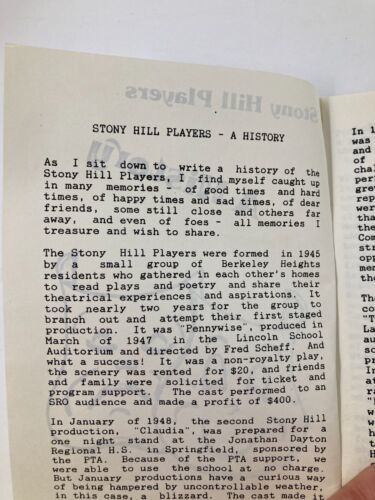 Stony Hill Players
STONY HILL PLAYERS - A HISTORY
As I sit down to write a history of the
Stony Hill Players, I find myself caught up
in many memories - of good times and hard
times, of happy times and sad times, of dear
friends, some still close and others far
away, and even of foes - all memories I
treasure and wish to share.
The Stony Hill Players were formed in 1945
by a small group of Berkeley Heights
residents who gathered in each other's homes
to read plays and poetry and share their
theatrical experiences and aspirations. It
took nearly two years for the group to
branch out and attempt their first staged
production. It was "Pennywise", produced in
March of 1947 in the Lincoln School
Auditorium and directed by Fred Scheff. And
what a success! It was a non-royalty play,
the scenery was rented for $20, and friends
and family were solicited for ticket and
program support. The cast performed to an
SRO audience and made a profit of $400.
In January of 1948, the second Stony Hill
production, "Claudia", was prepared for a
one night stand at the Jonathan Dayton
Regional H.S. in Springfield, sponsored by
the PTA. Because of the PTA support, we
were able to use the school at no charge.
But January productions have a curious way
of being hampered by uncontrollable weather,
in this case, a blizzard. The cast made it